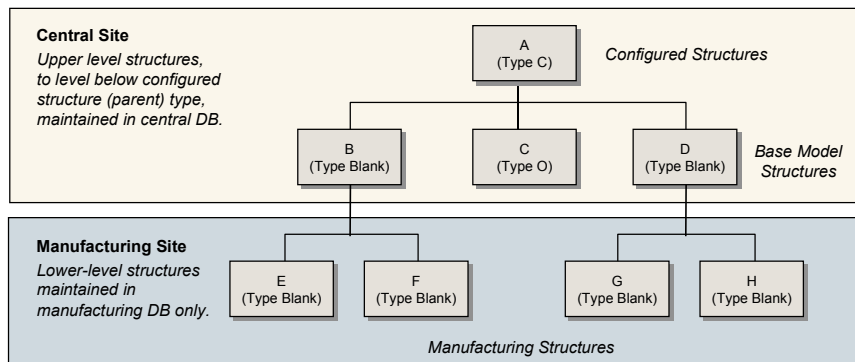 Central Site
Upper level structures,
to level below configured
structure (parent) type,
maintained in central DB.
A
(Type C)
Configured Structures
B
(Type Blank)
C
(Type O)
D
(Type Blank)
Base Model
Structures
Manufacturing Site
Lower-level structures
maintained in
manufacturing DB only.
E
(Type Blank)
F
(Type Blank)
G
(Type Blank)
H
(Type Blank)
Manufacturing Structures